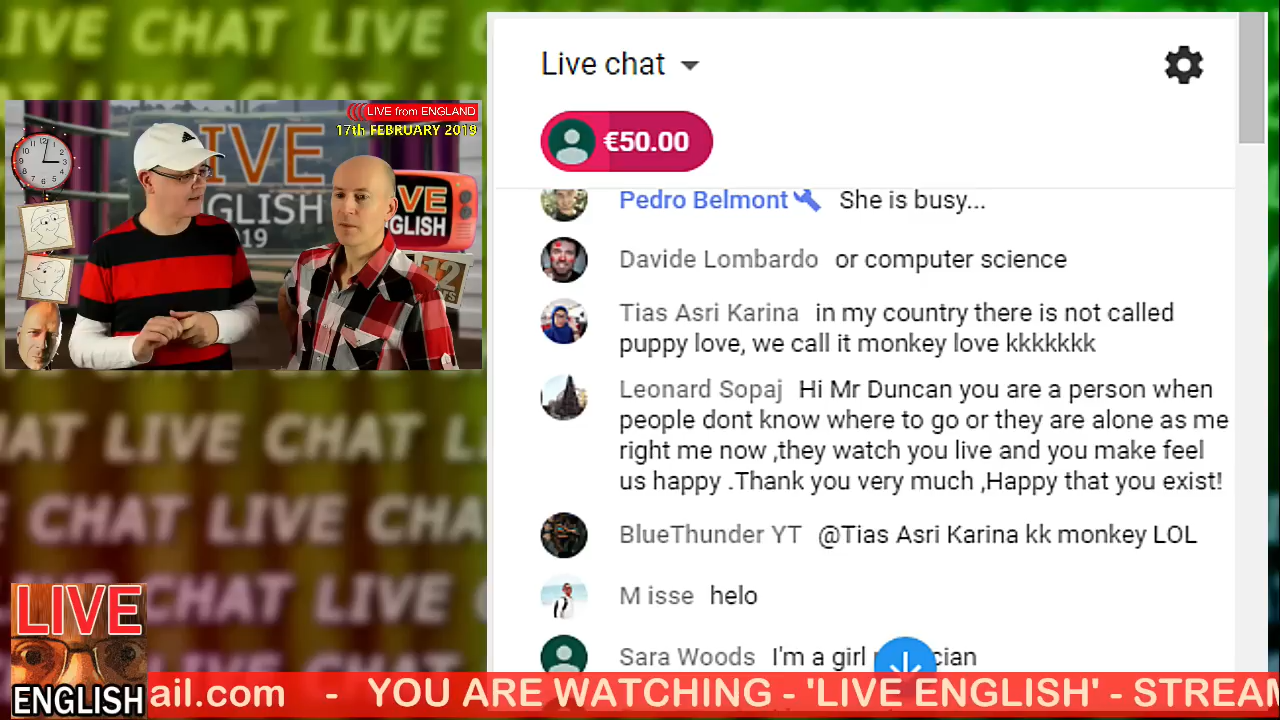 LIVE CHAT LIVE CHAT LIVE
CHAT LIVE CHAT
LIVE from ENGLAND
17th FEBRUARY 2019
LIVE
ENGLISH
2019
LIVE
ENGLISH
12
Live chat
€50.00
Pedro Belmont She is busy...
Davide Lombardo or computer science
Tias Asri Karina in my country there is not called
puppy love, we call it monkey love kkkkkkk
Leonard Sopaj Hi Mr Duncan you are a person when
people dont know where to go or they are alone as me
right me now ,they watch you live and you make feel
us happy .Thank you very much ,Happy that you exist!
BlueThunder YT @Tias Asri Karina kk monkey LOL
M isse helo
Sara Woods I'm a girl
HAT LIVE CHAT L
LIVE CHAT LIVE
CHAT LIVE CHA
CHAT LIVE
LIVE
ENGLISH
ail.com - YOU ARE WATCHING - 'LIVE ENGLISH' - STREAM